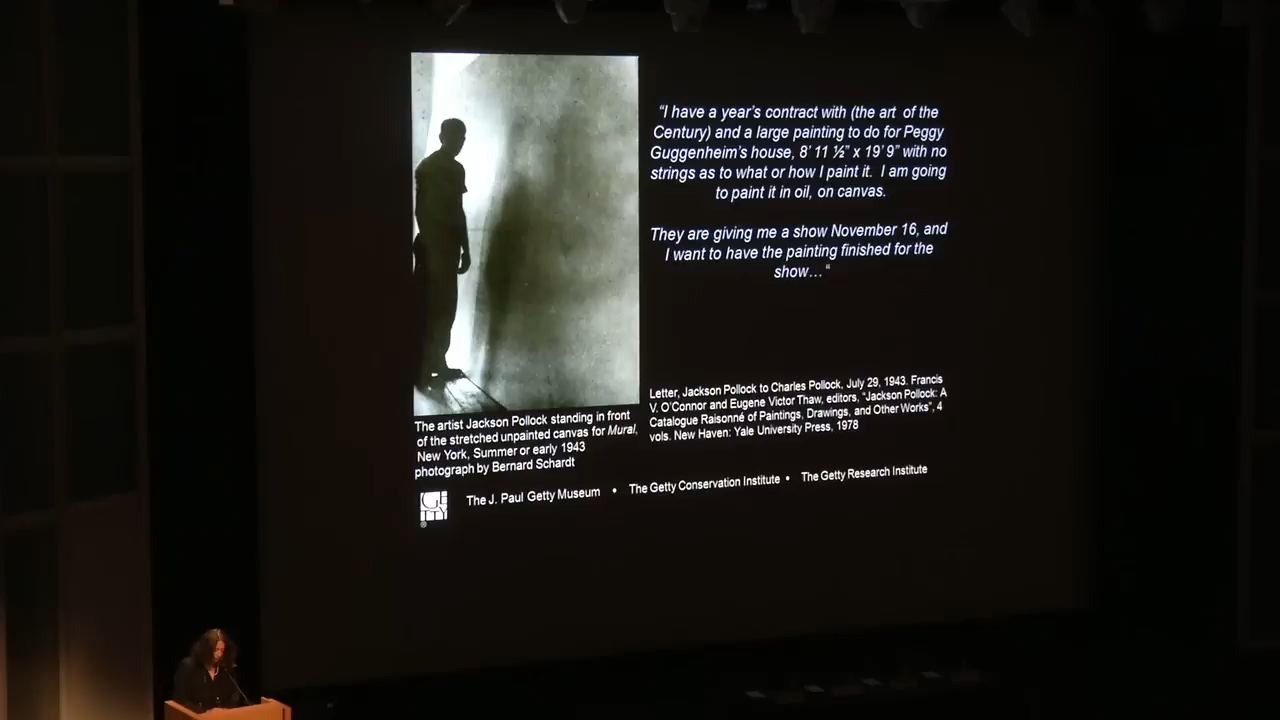 “I have a year’s contract with (the art of the
Century) and a large painting to do for Peggy
Guggenheim’s house, 8’ 11 ½” x 19’ 9” with no
strings as to what or how I paint it. I am going
to paint it in oil, on canvas.
They are giving me a show November 16, and
I want to have the painting finished for the
show…“
Letter, Jackson Pollock to Charles Pollock, July 29, 1943. Francis
V. O’Connor and Eugene Victor Thaw, editors, “Jackson Pollock: A
Catalogue Raisonné of Paintings, Drawings, and Other Works”, 4
vols. New Haven: Yale University Press, 1978
The artist Jackson Pollock standing in front
of the stretched unpainted canvas for Mural,
New York, Summer or early 1943
photograph by Bernard Schardt
Getty ®
The J. Paul Getty Museum • The Getty Conservation Institute • The Getty Research Institute